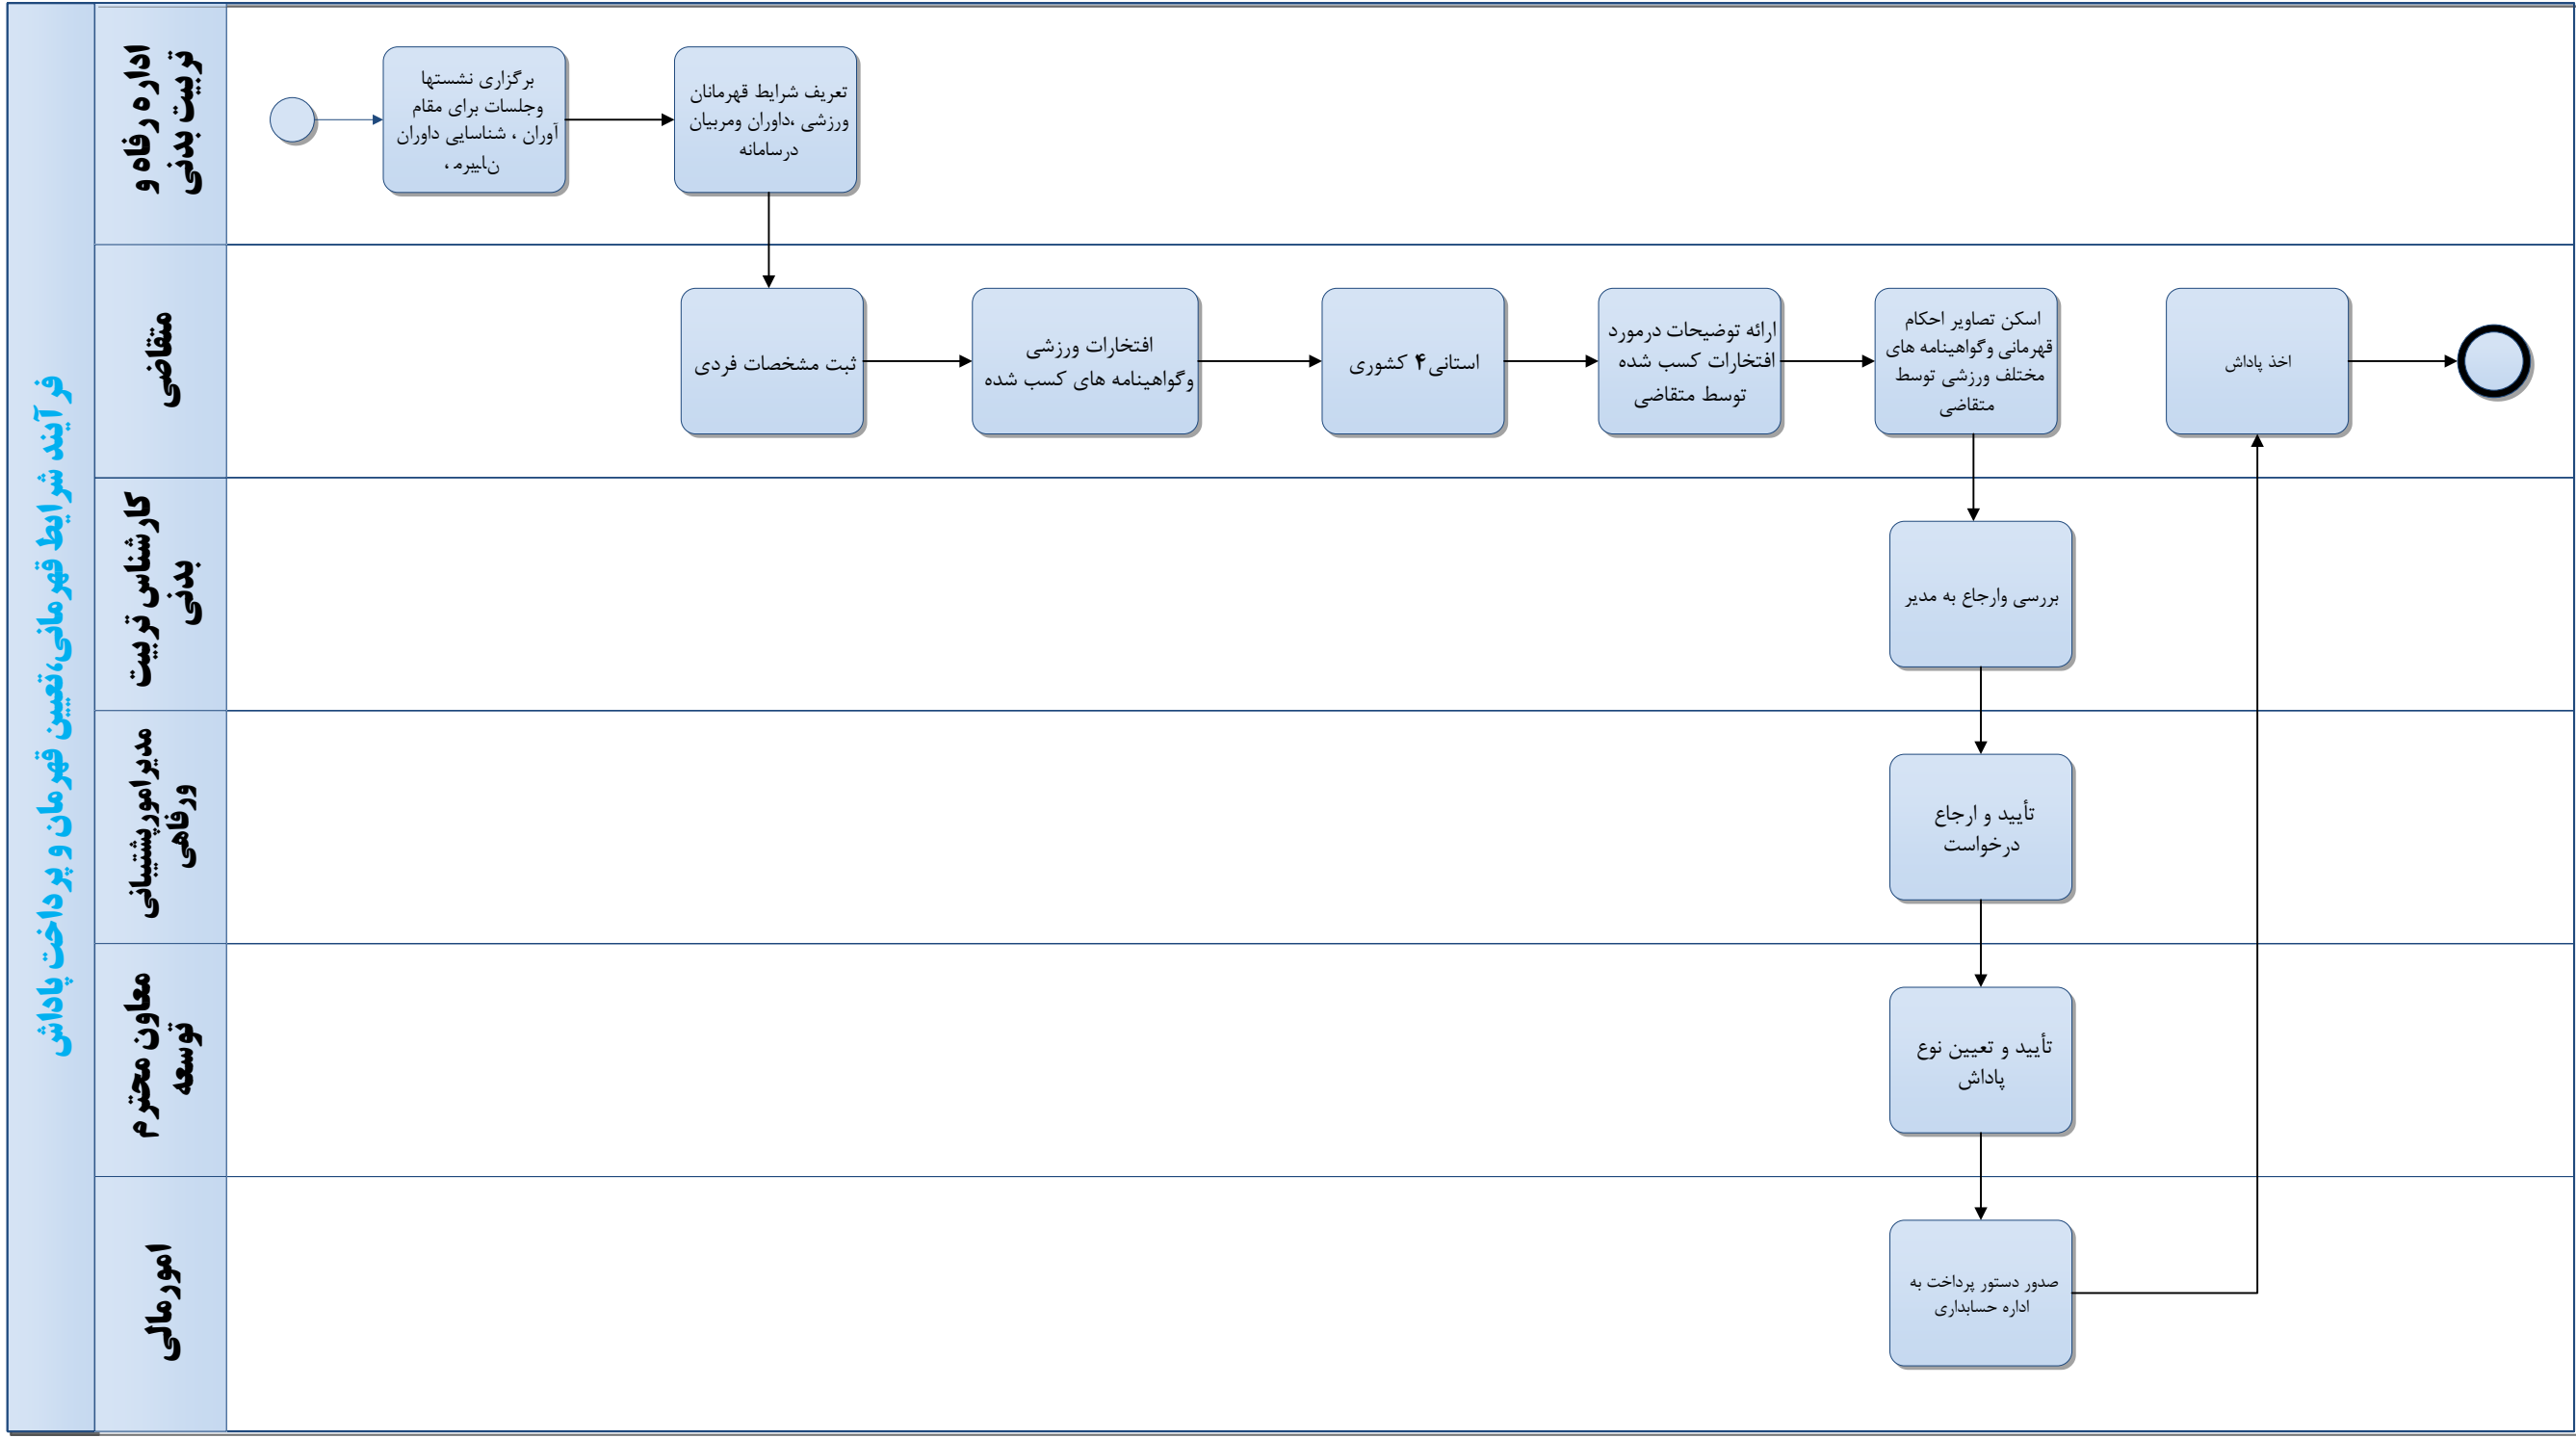 فرآیند شرایط قهرمانی،تعیین قهرمان و پرداخت پاداش
اداره رفاه و
تربیت بدنی
برگزاری نشستها
وجلسات برای مقام
آوران ، شناسایی داوران
،
تعریف شرایط قهرمانان
ورزشی ،داوران ومربیان
درسامانه
متقاضی
ثبت مشخصات فردی
افتخارات ورزشی
وگواهینامه های کسب شده
استانی۴ کشوری
ارائه توضیحات درمورد
افتخارات کسب شده
توسط متقاضی
اسکن تصاویر احکام
قهرمانی وگواهینامه های
مختلف ورزشی توسط
متقاضی
اخذ پاداش
کارشناس تربیت
بدنی
بررسی وارجاع به مدیر
مدیرامورپشتیبانی
ورفاهی
تأیید و ارجاع
درخواست
معاون محترم
توسعه
تأیید و تعیین نوع
پاداش
امورمالی
صدور دستور پرداخت به
اداره حسابداری